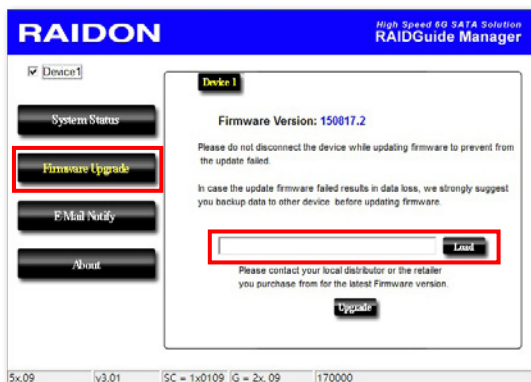 RAIDON
High Speed 6G SATA Solution
RAIDGuide Manager
Device1
System Status
Firmware Upgrade
E-Mail Notify
About
Device 1
Firmware Version: 150817.2
Please do not disconnect the device while updating firmware to prevent from
the update failed.
In case the update firmware failed results in data loss, we strongly suggest
you backup data to other device before updating firmware.
Load
Please contact your local distributor or the retailer
you purchase from for the latest Firmware version.
Upgrade
5x.09 v3.01 SC = 1x0109 G = 2x. 09 170000